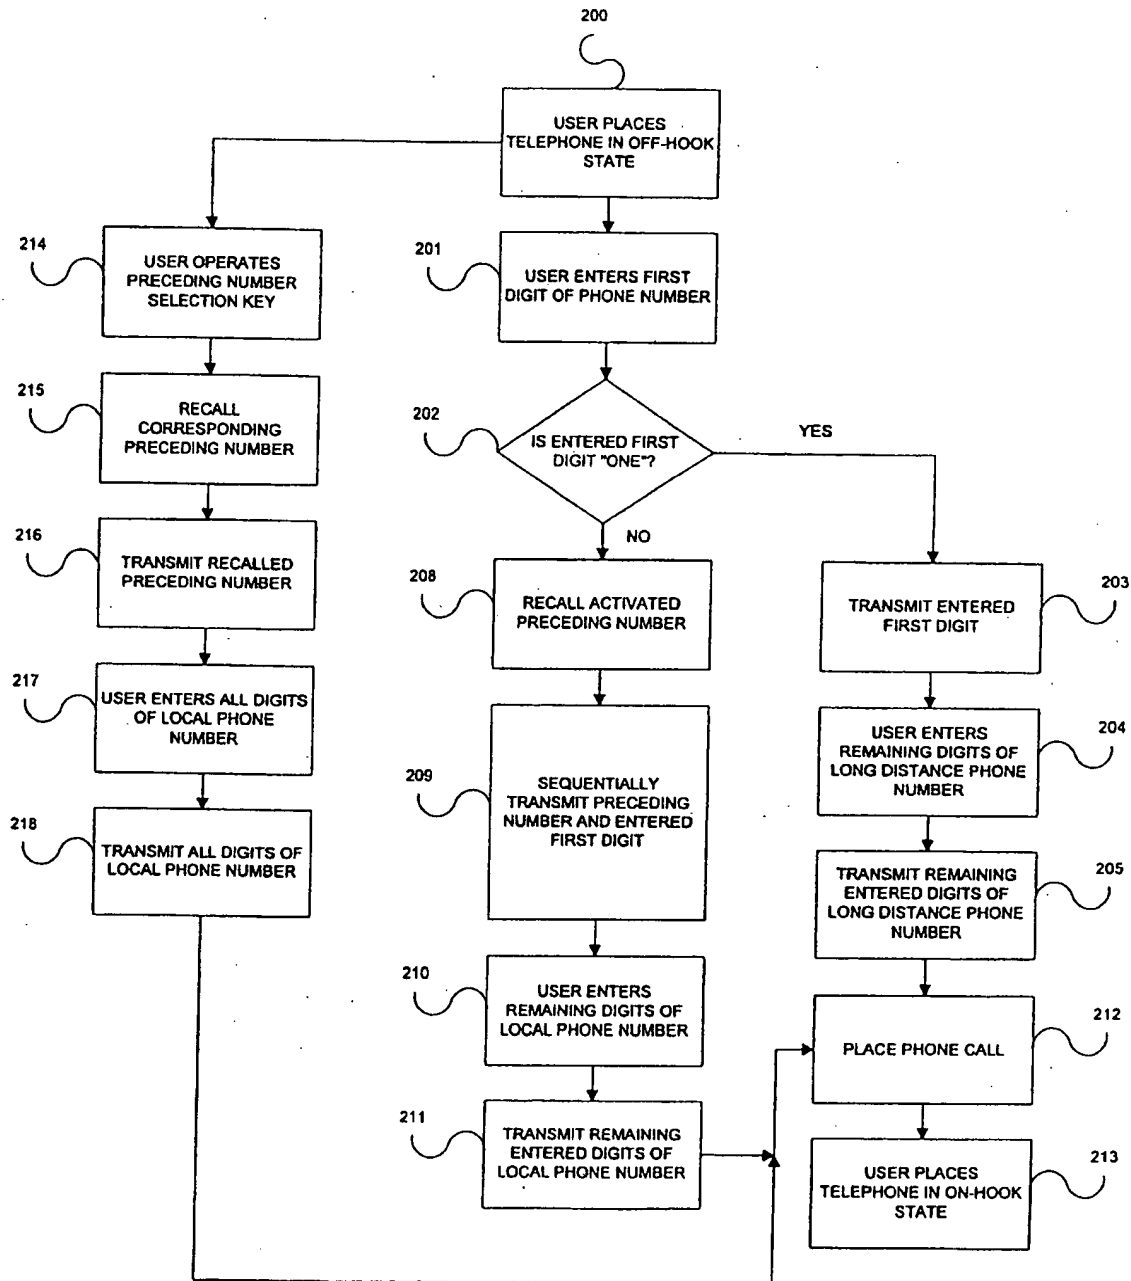 200
USER PLACES
TELEPHONE IN OFF-HOOK
STATE
214
USER OPERATES
PRECEDING NUMBER
SELECTION KEY
201
USER ENTERS FIRST
DIGIT OF PHONE NUMBER
215
RECALL
CORRESPONDING
PRECEDING NUMBER
202
IS ENTERED FIRST
DIGIT "ONE"?
YES
NO
216
TRANSMIT RECALLED
PRECEDING NUMBER
208
RECALL ACTIVATED
PRECEDING NUMBER
203
TRANSMIT ENTERED
FIRST DIGIT
217
USER ENTERS ALL DIGITS
OF LOCAL PHONE
NUMBER
209
SEQUENTIALLY
TRANSMIT PRECEDING
NUMBER AND ENTERED
FIRST DIGIT
204
USER ENTERS
REMAINING DIGITS OF
LONG DISTANCE PHONE
NUMBER
218
TRANSMIT ALL DIGITS OF
LOCAL PHONE NUMBER
205
TRANSMIT REMAINING
ENTERED DIGITS OF
LONG DISTANCE PHONE
NUMBER
210
USER ENTERS
REMAINING DIGITS OF
LOCAL PHONE NUMBER
212
PLACE PHONE CALL
211
TRANSMIT REMAINING
ENTERED DIGITS OF
LOCAL PHONE NUMBER
213
USER PLACES
TELEPHONE IN ON-HOOK
STATE